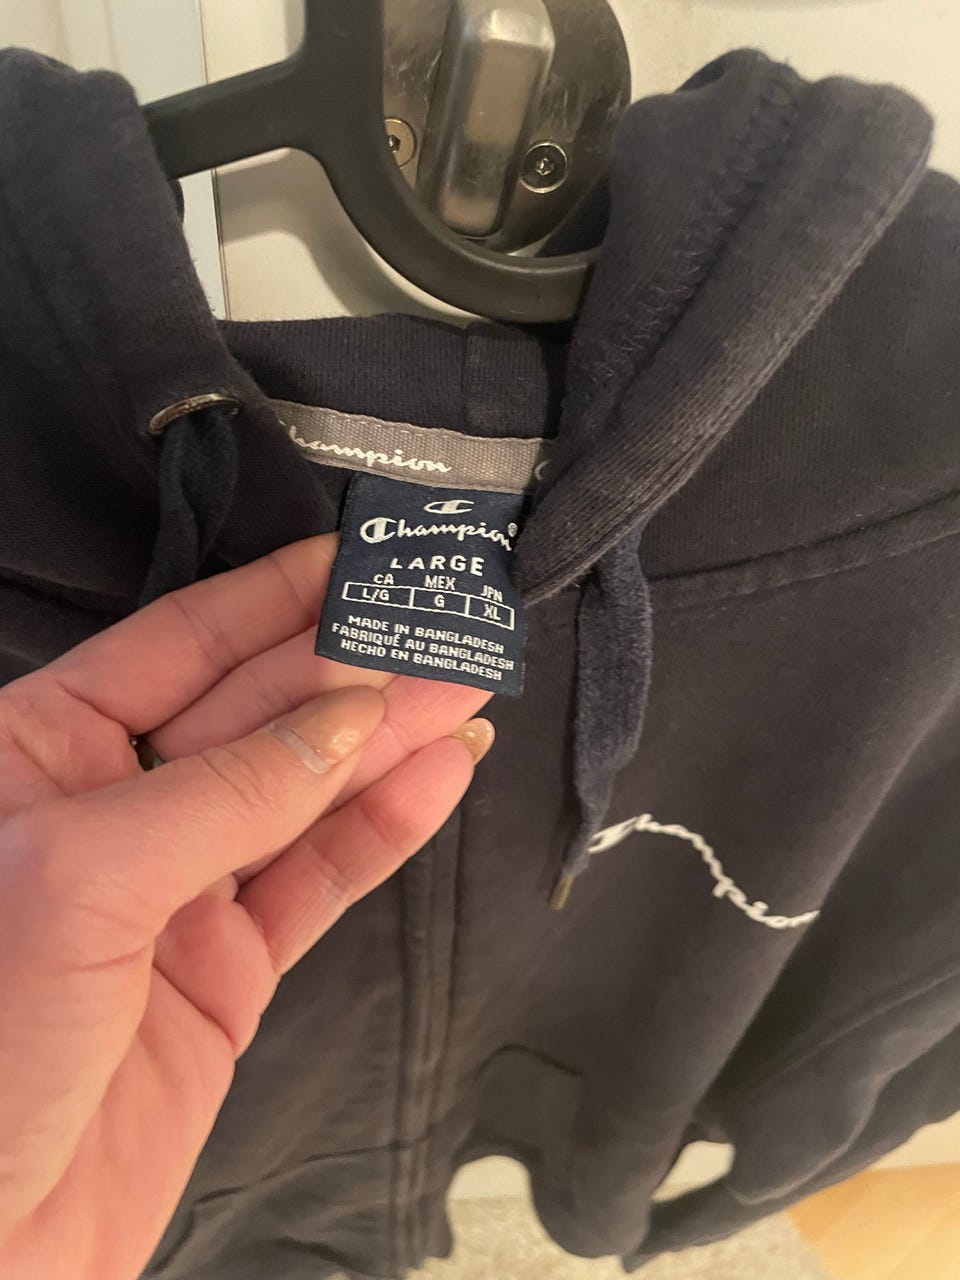 Champion
Champion®
LARGE
CA MEX JPN
L/G G XL
MADE IN BANGLADESH
FABRIQUÉ AU BANGLADESH
HECHO EN BANGLADESH
Champion